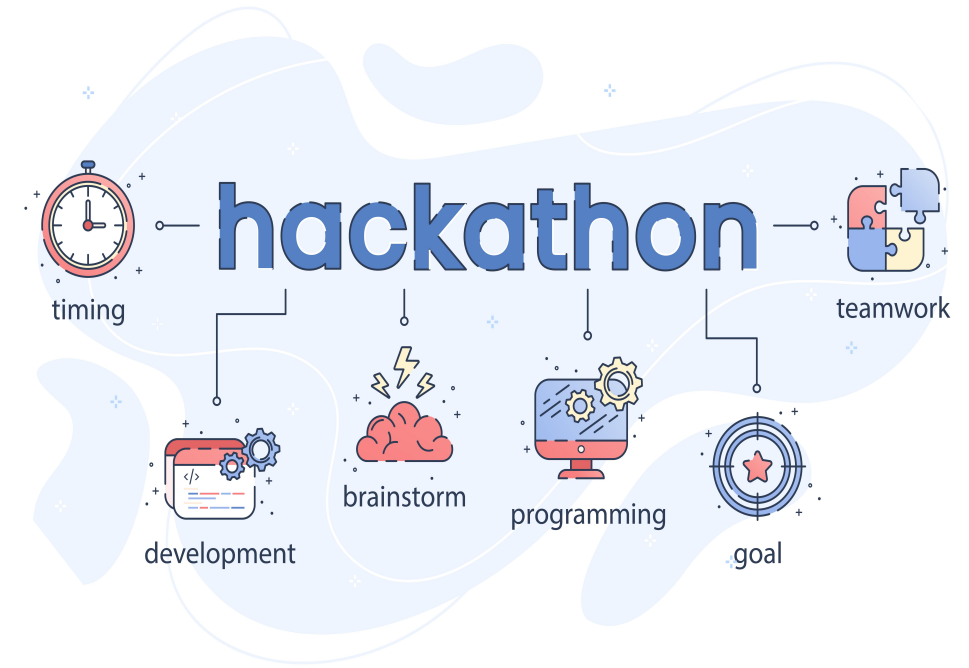 hackathon
timing
teamwork
</>
development
brainstorm
programming
goal